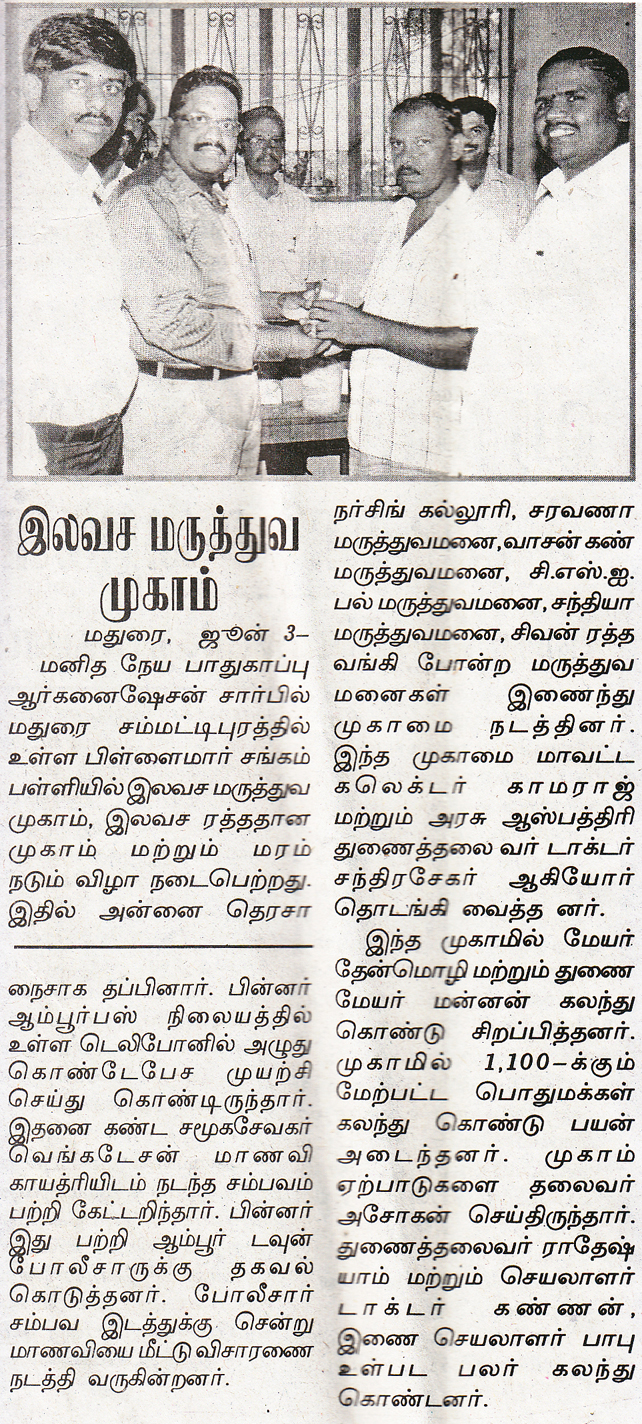 இலவச மருத்துவ
முகாம்
மதுரை, ஜூன் 3–
மனித நேய பாதுகாப்பு
ஆர்கனைஷேசன் சார்பில்
மதுரை சம்மட்டிபுரத்தில்
உள்ள பிள்ளைமார் சங்கம்
பள்ளியில் இலவச மருத்துவ
முகாம், இலவச ரத்ததான
முகாம் மற்றும் மரம்
நடும் விழா நடைபெற்றது.
இதில் அன்னை தெரசா
நர்சிங் கல்லூரி, சரவணா
மருத்துவமனை,வாசன் கண்
மருத்துவமனை, சி.எஸ்.ஐ.
பல் மருத்துவமனை,சந்தியா
மருத்துவமனை, சிவன் ரத்த
வங்கி போன்ற மருத்துவ
மனைகள் இணைந்து
முகாமை நடத்தினர்.
இந்த முகாமை மாவட்ட
கலெக்டர் காமராஜ்
மற்றும் அரசு ஆஸ்பத்திரி
துணைத்தலை வர் டாக்டர்
சந்திரசேகர் ஆகியோர்
தொடங்கி வைத்த னர்.
இந்த முகாமில் மேயர்
தேன்மொழி மற்றும் துணை
மேயர் மன்னன் கலந்து
கொண்டு சிறப்பித்தனர்.
முகாமில் 1,100–க்கும்
மேற்பட்ட பொதுமக்கள்
கலந்து கொண்டு பயன்
அடைந்தனர். முகாம்
ஏற்பாடுகளை தலைவர்
அசோகன் செய்திருந்தார்.
துணைத்தலைவர் ராதேஷ்
யாம் மற்றும் செயலாளர்
டாக்டர் கண்ணன்,
இணை செயலாளர் பாபு
உள்பட பலர் கலந்து
கொண்டனர்.
நைசாக தப்பினார். பின்னர்
ஆம்பூர்பஸ் நிலையத்தில்
உள்ள டெலிபோனில் அழுது
கொண்டேபேச முயற்சி
செய்து கொண்டிருந்தார்.
இதனை கண்ட சமூகசேவகர்
வெங்கடேசன் மாணவி
காயத்ரியிடம் நடந்த சம்பவம்
பற்றி கேட்டறிந்தார். பின்னர்
இது பற்றி ஆம்பூர் டவுன்
போலீசாருக்கு தகவல்
கொடுத்தனர். போலீசார்
சம்பவ இடத்துக்கு சென்று
மாணவியை மீட்டு விசாரணை
நடத்தி வருகின்றனர்.